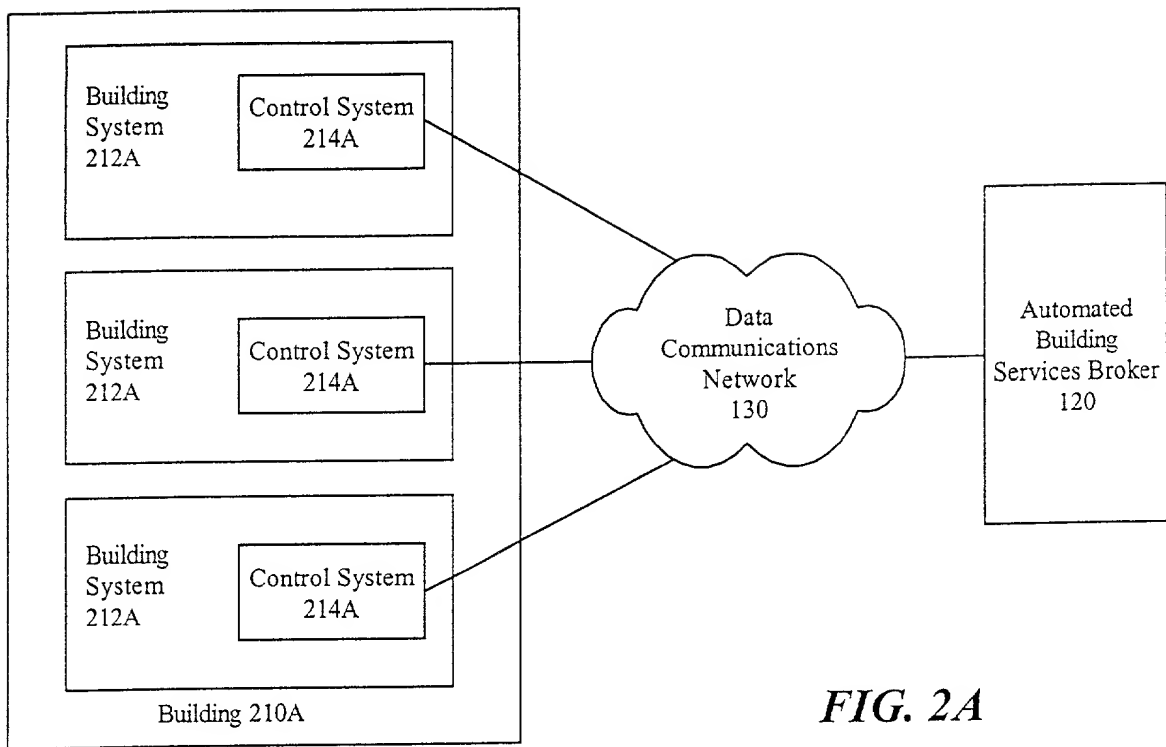 Building
System
212A
Control System
214A
Building
System
212A
Control System
214A
Building
System
212A
Control System
214A
Building 210A
Data
Communications
Network
130
Automated
Building
Services Broker
120
FIG. 2A